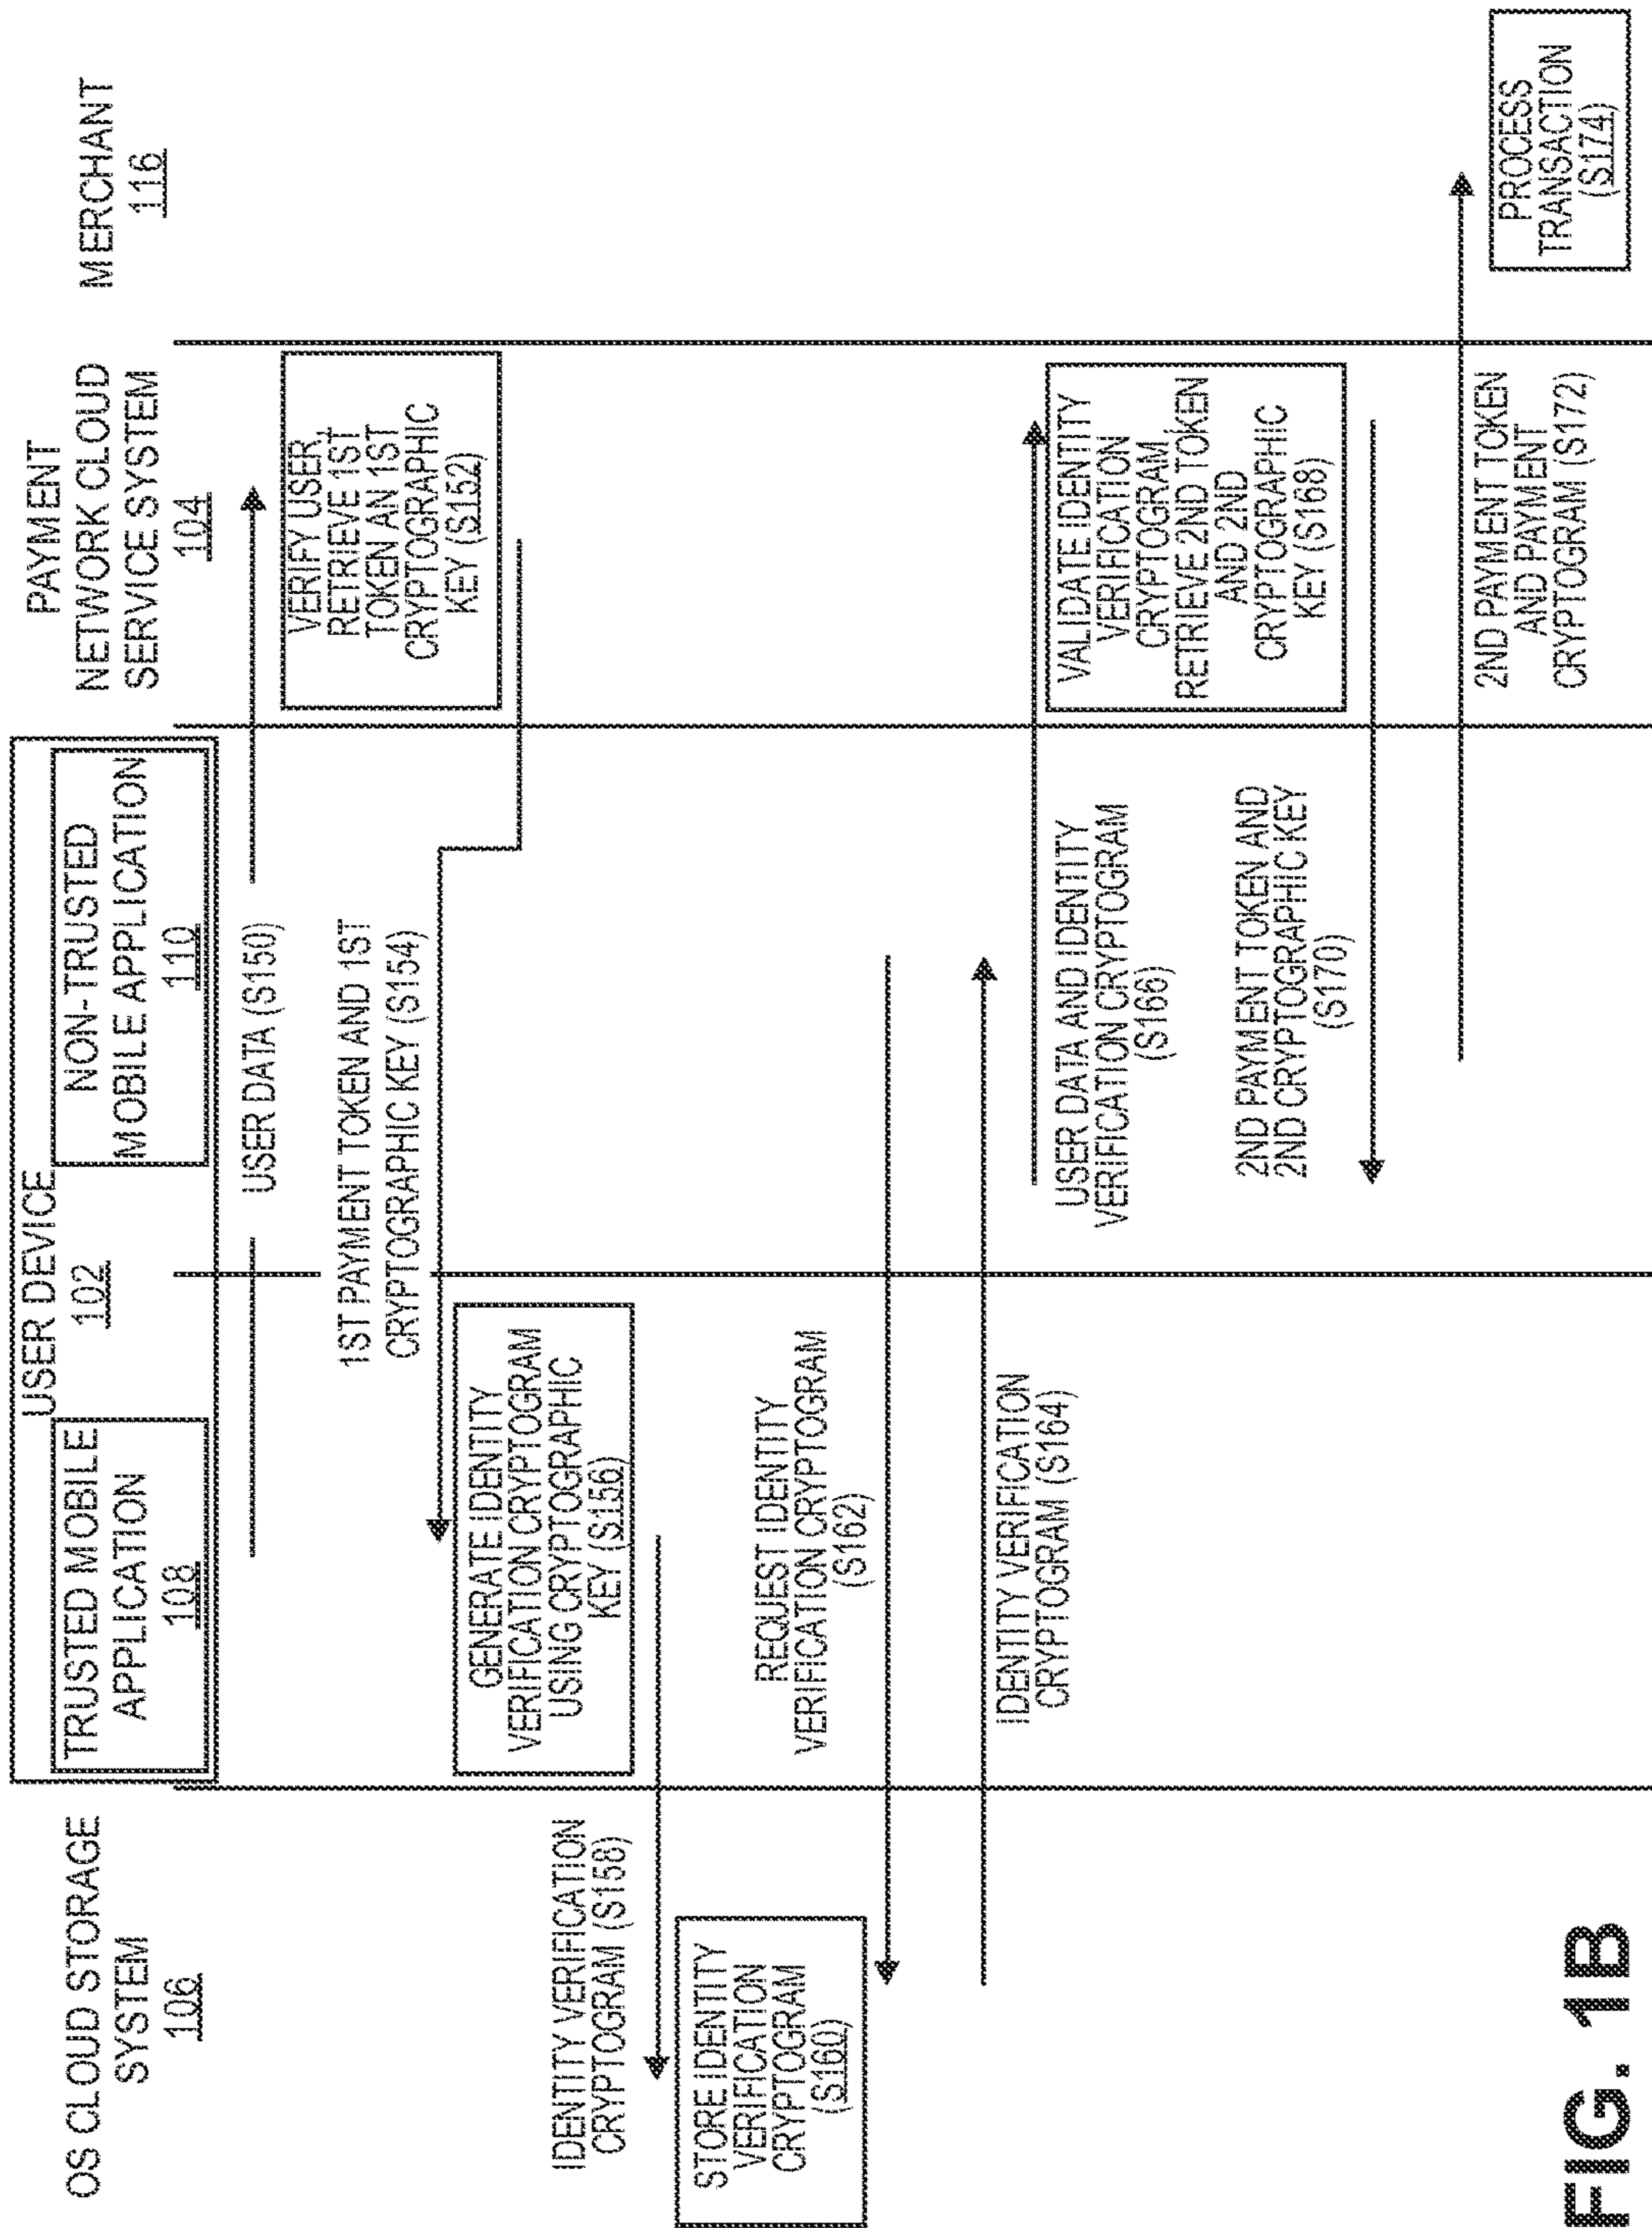 OS CLOUD STORAGE
SYSTEM
106
USER DEVICE
102
TRUSTED MOBILE
APPLICATION
108
NON-TRUSTED
MOBILE APPLICATION
110
PAYMENT
NETWORK CLOUD
SERVICE SYSTEM
104
MERCHANT
116
USER DATA (S150)
VERIFY USER,
RETRIEVE 1ST
TOKEN AN 1ST
CRYPTOGRAPHIC
KEY (S152)
1ST PAYMENT TOKEN AND 1ST
CRYPTOGRAPHIC KEY (S154)
GENERATE IDENTITY
VERIFICATION CRYPTOGRAM
USING CRYPTOGRAPHIC
KEY (S156)
IDENTITY VERIFICATION
CRYPTOGRAM (S158)
STORE IDENTITY
VERIFICATION
CRYPTOGRAM
(S160)
REQUEST IDENTITY
VERIFICATION CRYPTOGRAM
(S162)
IDENTITY VERIFICATION
CRYPTOGRAM (S164)
USER DATA AND IDENTITY
VERIFICATION CRYPTOGRAM
(S166)
VALIDATE IDENTITY
VERIFICATION
CRYPTOGRAM
RETRIEVE 2ND TOKEN
AND 2ND
CRYPTOGRAPHIC
KEY (S168)
2ND PAYMENT TOKEN AND
2ND CRYPTOGRAPHIC KEY
(S170)
2ND PAYMENT TOKEN
AND PAYMENT
CRYPTOGRAM (S172)
PROCESS
TRANSACTION
(S174)
FIG. 1B